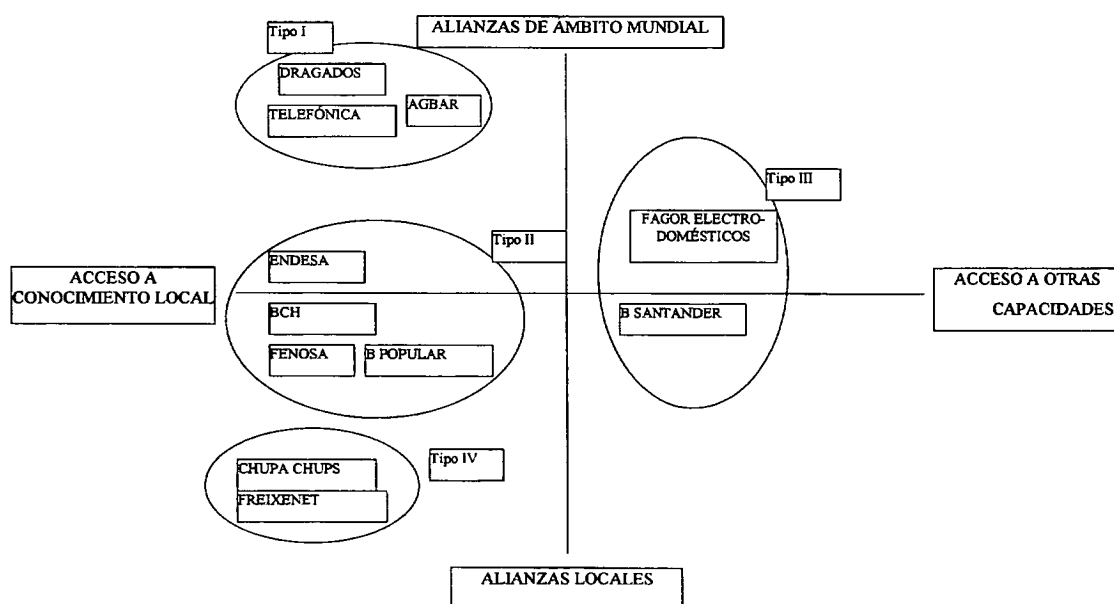 Tipo I
ALIANZAS DE AMBITO MUNDIAL
DRAGADOS
TELEFÓNICA
AGBAR
Tipo III
FAGOR ELECTRO-
DOMÉSTICOS
Tipo II
ENDESA
ACCESO A
CONOCIMIENTO LOCAL
ACCESO A OTRAS
CAPACIDADES
BCH
B SANTANDER
FENOSA
B POPULAR
Tipo IV
CHUPA CHUPS
FREIXENET
ALIANZAS LOCALES